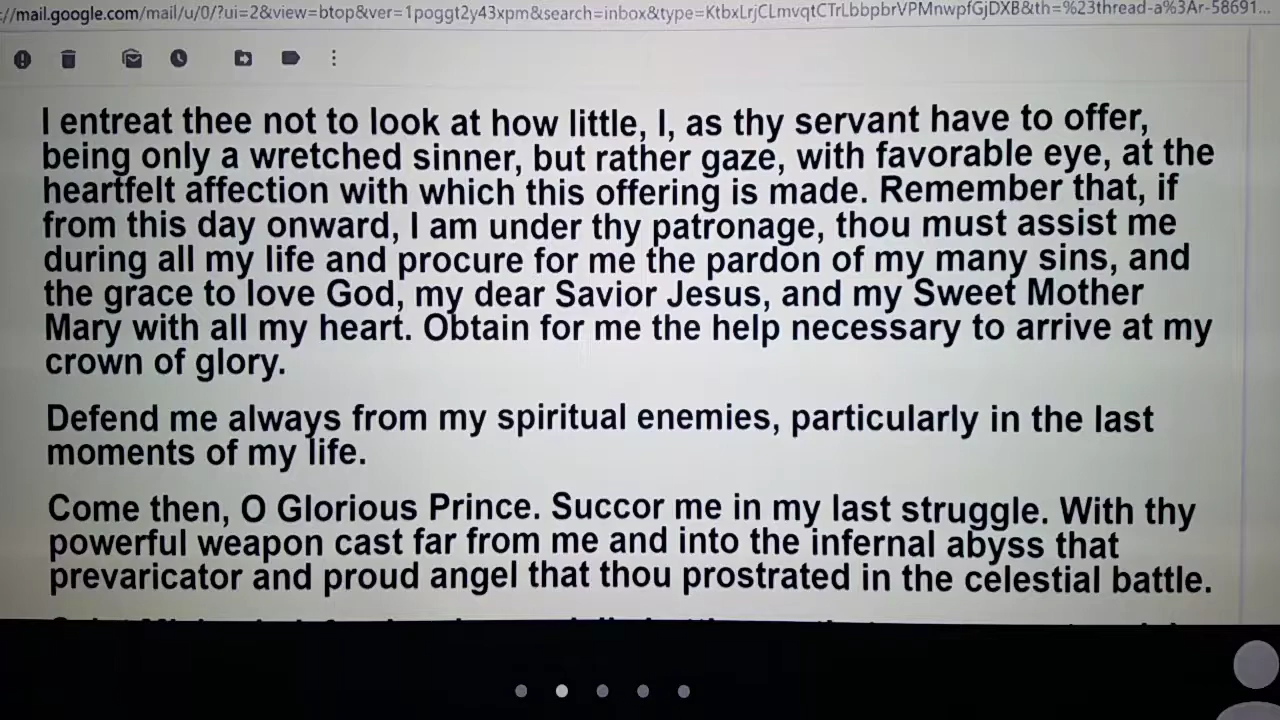 ://mail.google.com/mail/u/0/?ui=2&view=btop&ver=1poggt2y43xpm&search=inbox&type=KtbxLrjCLmvqtCTrLbbpbrVPMnwpfGjDXB&th=%23thread-a%3Ar-58691...
I entreat thee not to look at how little, I, as thy servant have to offer,
being only a wretched sinner, but rather gaze, with favorable eye, at the
heartfelt affection with which this offering is made. Remember that, if
from this day onward, I am under thy patronage, thou must assist me
during all my life and procure for me the pardon of my many sins, and
the grace to love God, my dear Savior Jesus, and my Sweet Mother
Mary with all my heart. Obtain for me the help necessary to arrive at my
crown of glory.
Defend me always from my spiritual enemies, particularly in the last
moments of my life.
Come then, O Glorious Prince. Succor me in my last struggle. With thy
powerful weapon cast far from me and into the infernal abyss that
prevaricator and proud angel that thou prostrated in the celestial battle.